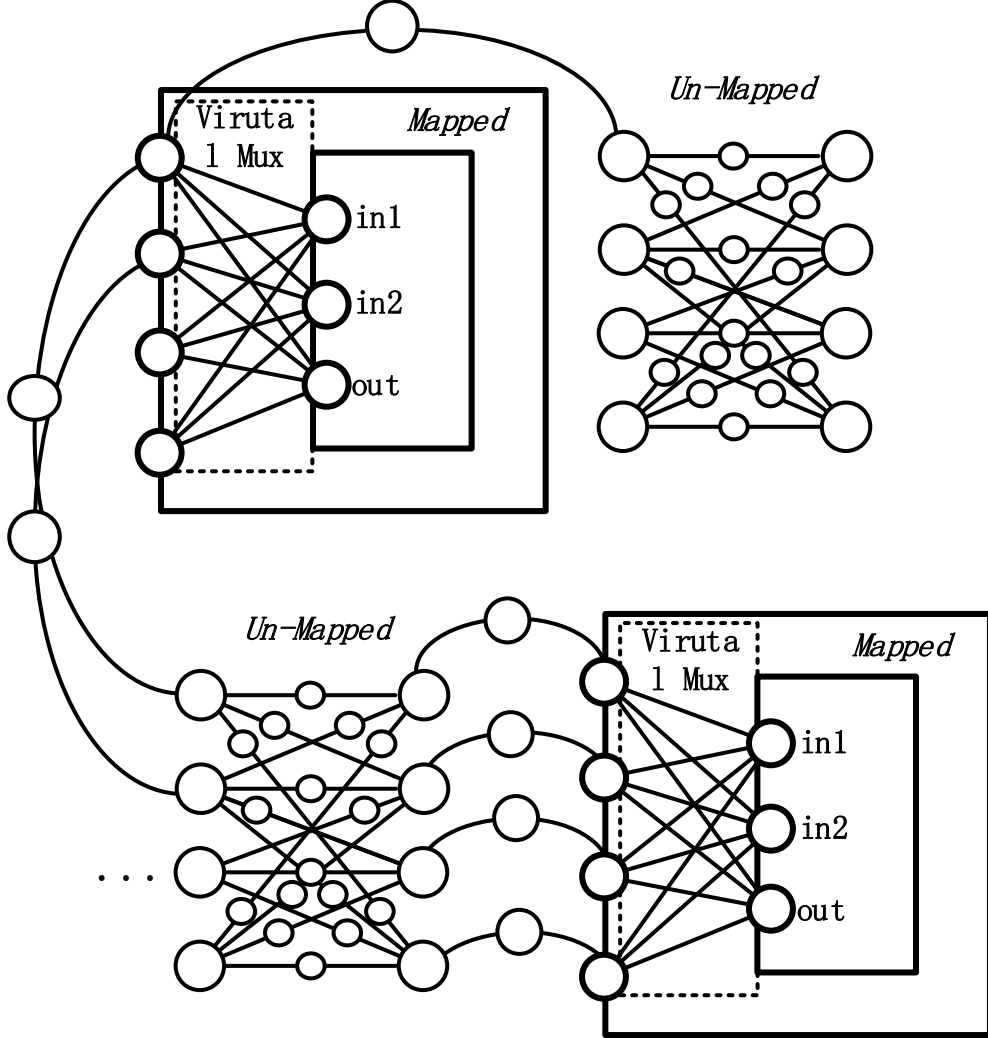 Un-Mapped
Mapped
Viruta
l Mux
in1
in2
out
Un-Mapped
Viruta
l Mux
Mapped
in1
in2
out
...